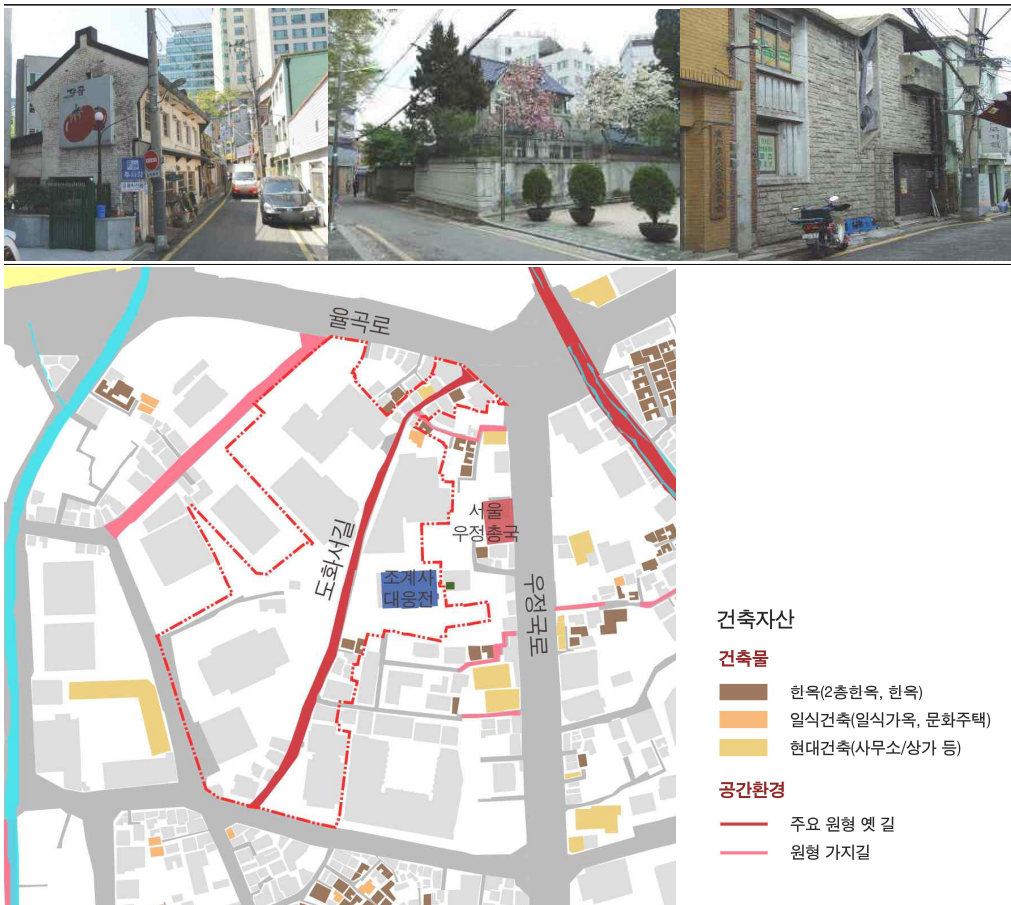 율곡로
도화서길
서울
우정총국
조계사
대웅전
우정국로
건축자산
건축물
한옥(2층한옥, 한옥)
일식건축(일식가옥, 문화주택)
현대건축(사무소/상가 등)
공간환경
주요 원형 옛 길
원형 가지길